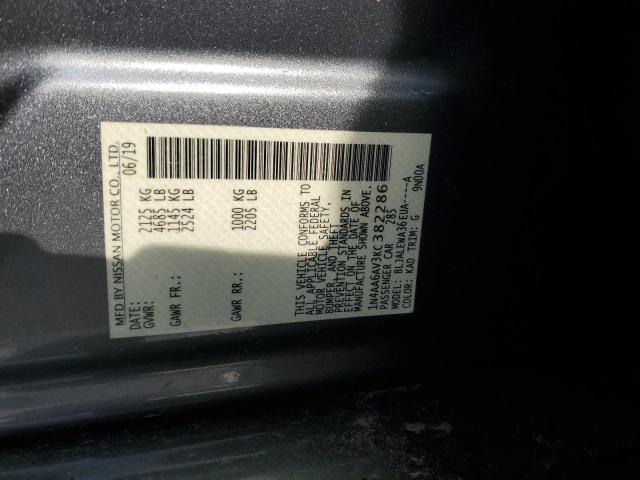 MFD BY NISSAN MOTOR CO., LTD.
DATE: 06/19
GVWR: 2125 KG
4685 LB
GAWR FR.: 1145 KG
2524 LB
GAWR RR.: 1000 KG
2205 LB
THIS VEHICLE CONFORMS TO
ALL APPLICABLE FEDERAL
MOTOR VEHICLE SAFETY,
BUMPER, AND THEFT
PREVENTION STANDARDS IN
EFFECT ON THE DATE OF
MANUFACTURE SHOWN ABOVE.
1N4AA6AV3KC382286
PASSENGER CAR 785
MODEL: BLJALEWA36EUA----A
COLOR: KAD TRIM: G 9N00A